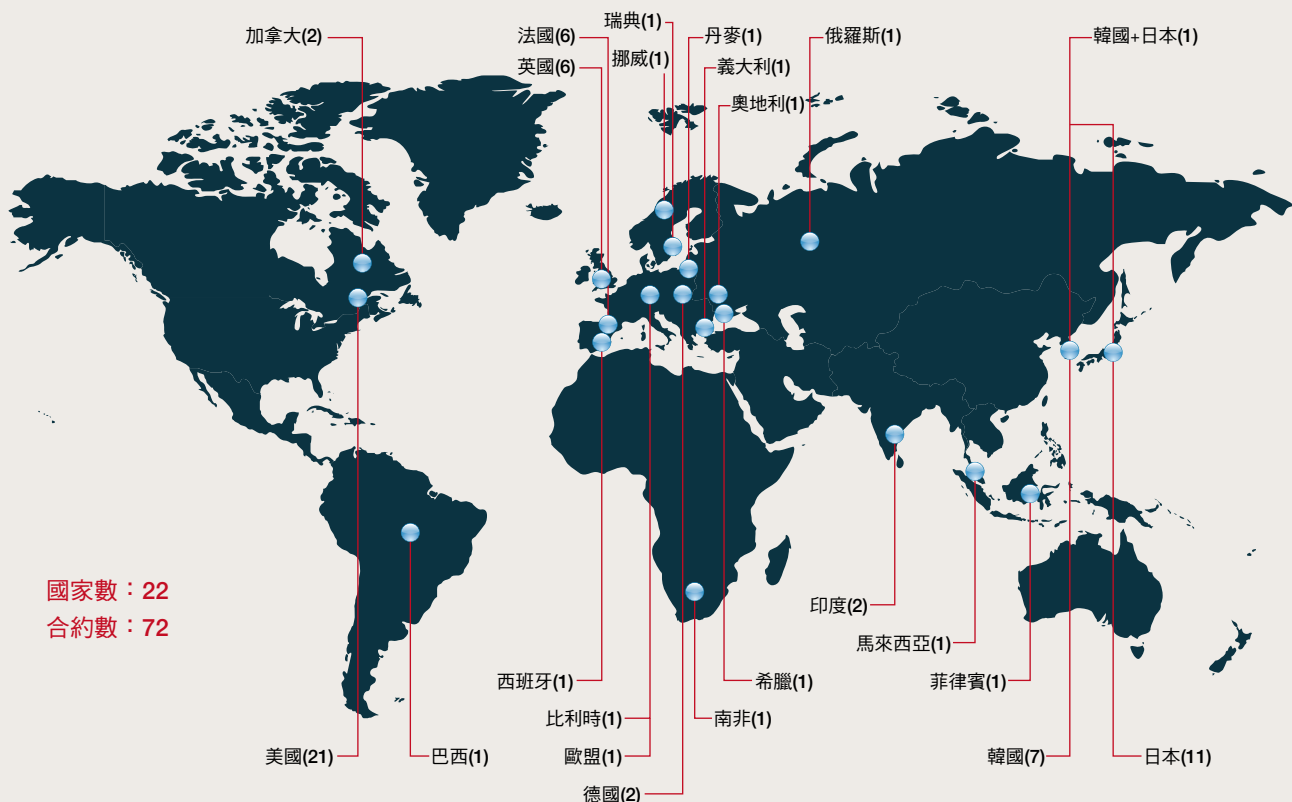 瑞典(1)
加拿大(2)
法國(6)
丹麥(1)
俄羅斯(1)
韓國+日本(1)
挪威(1)
英國(6)
義大利(1)
奧地利(1)
國家數：22
合約數：72
印度(2)
馬來西亞(1)
西班牙(1)
希臘(1)
菲律賓(1)
比利時(1)
南非(1)
美國(21)
巴西(1)
歐盟(1)
韓國(7)
日本(11)
德國(2)